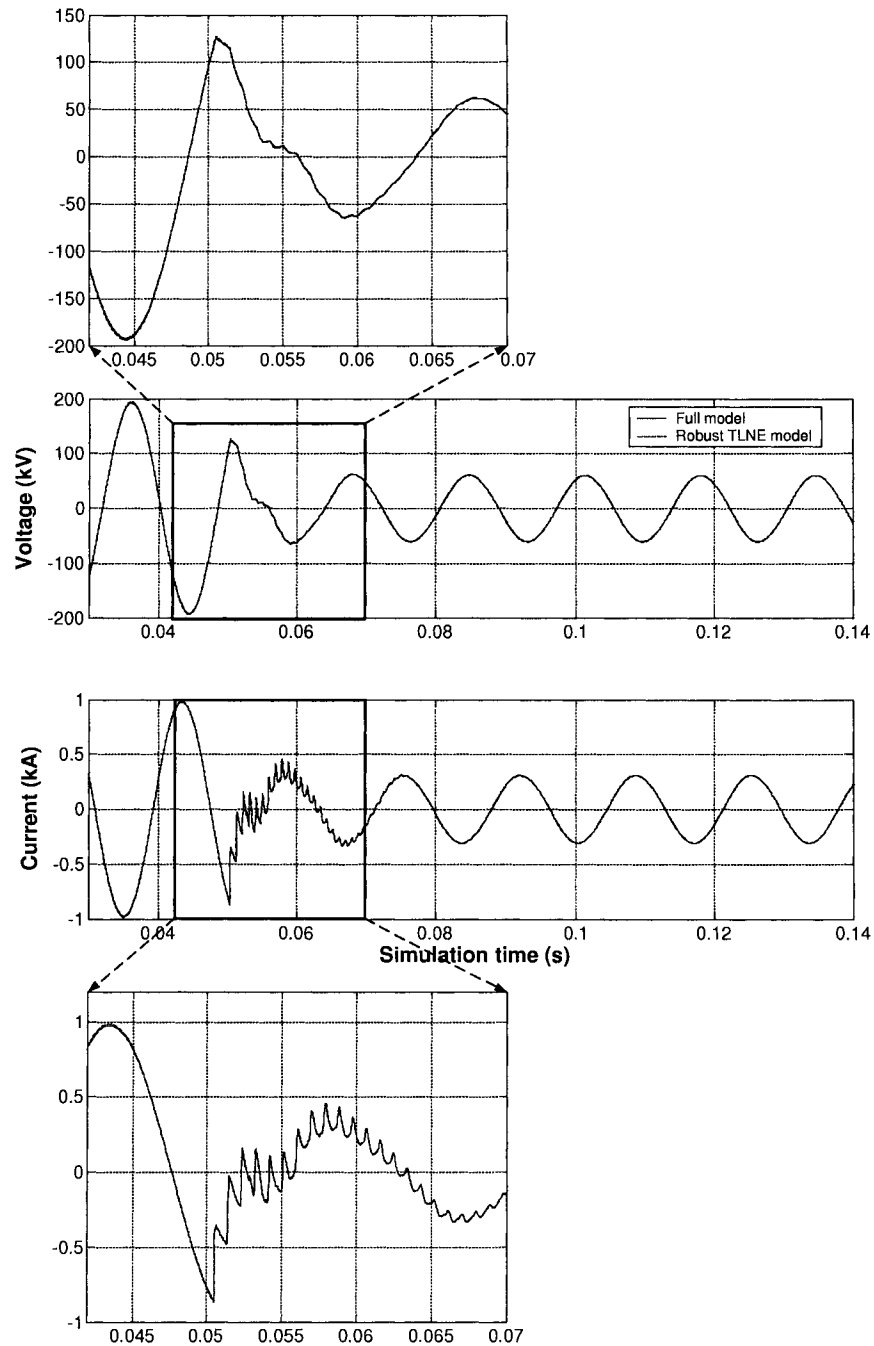 150
100
50
0
-50
-100
-150
-200
0.045 0.05 0.055 0.06 0.065 0.07
200
100
0
-100
-200
Voltage (kV)
Full model
Robust TLNE model
0.04 0.06 0.08 0.1 0.12 0.14
1
0.5
0
-0.5
-1
Current (kA)
0.04 0.06 0.08 0.1 0.12 0.14
Simulation time (s)
1
0.5
0
-0.5
-1
0.045 0.05 0.055 0.06 0.065 0.07